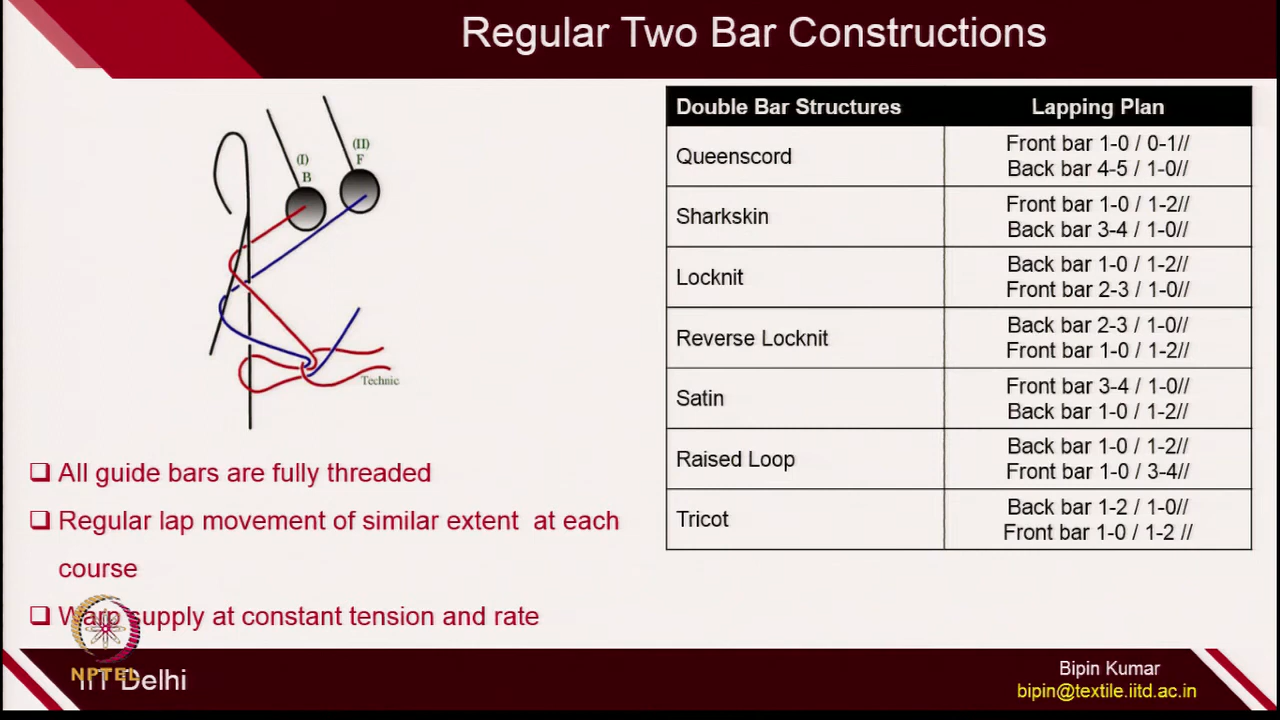 Regular Two Bar Constructions
(I)
B
(II)
F
Technic
Double Bar Structures Lapping Plan
Queenscord Front bar 1-0 / 0-1//
Back bar 4-5 / 1-0//
Sharkskin Front bar 1-0 / 1-2//
Back bar 3-4 / 1-0//
Locknit Back bar 1-0 / 1-2//
Front bar 2-3 / 1-0//
Reverse Locknit Back bar 2-3 / 1-0//
Front bar 1-0 / 1-2//
Satin Front bar 3-4 / 1-0//
Back bar 1-0 / 1-2//
Raised Loop Back bar 1-0 / 1-2//
Front bar 1-0 / 3-4//
Tricot Back bar 1-2 / 1-0//
Front bar 1-0 / 1-2 //
All guide bars are fully threaded
Regular lap movement of similar extent at each
course
Warp supply at constant tension and rate
NPTEL
IIT Delhi
Bipin Kumar
bipin@textile.iitd.ac.in